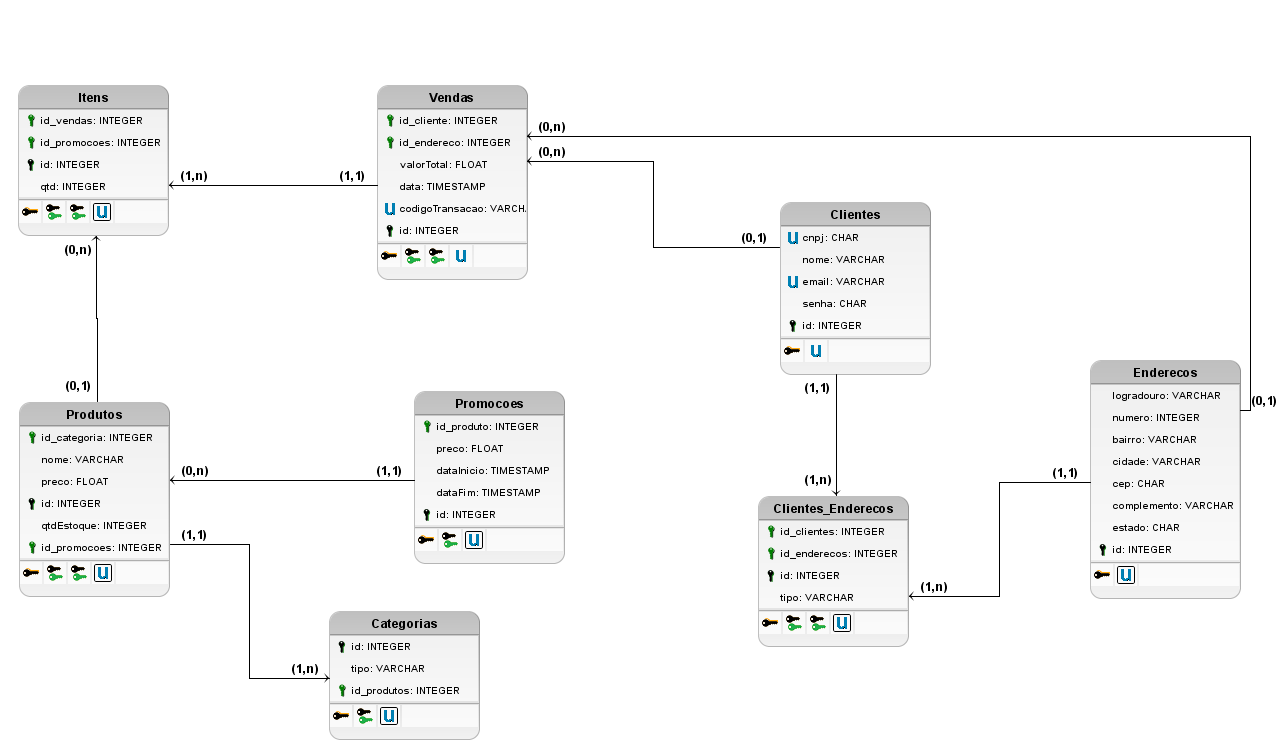 Itens
id_vendas: INTEGER
id_promocoes: INTEGER
id: INTEGER
qtd: INTEGER
(1,n)
(1,1)
(0,n)
Vendas
id_cliente: INTEGER
id_endereco: INTEGER
valorTotal: FLOAT
data: TIMESTAMP
U codigoTransacao: VARCHA
id: INTEGER
U
(0,n)
(0,n)
(0,1)
Clientes
U cnpj: CHAR
nome: VARCHAR
U email: VARCHAR
senha: CHAR
id: INTEGER
U
(1,1)
(1,n)
Enderecos
logradouro: VARCHAR
numero: INTEGER
bairro: VARCHAR
cidade: VARCHAR
cep: CHAR
complemento: VARCHAR
estado: CHAR
id: INTEGER
U
(0,1)
(1,1)
(1,n)
Clientes_Enderecos
id_clientes: INTEGER
id_enderecos: INTEGER
id: INTEGER
tipo: VARCHAR
U
(0,1)
Produtos
id_categoria: INTEGER
nome: VARCHAR
preco: FLOAT
id: INTEGER
qtdEstoque: INTEGER
id_promocoes: INTEGER
U
(0,n)
(1,1)
Promocoes
id_produto: INTEGER
preco: FLOAT
dataInicio: TIMESTAMP
dataFim: TIMESTAMP
id: INTEGER
U
(1,1)
(1,n)
Categorias
id: INTEGER
tipo: VARCHAR
id_produtos: INTEGER
U
U